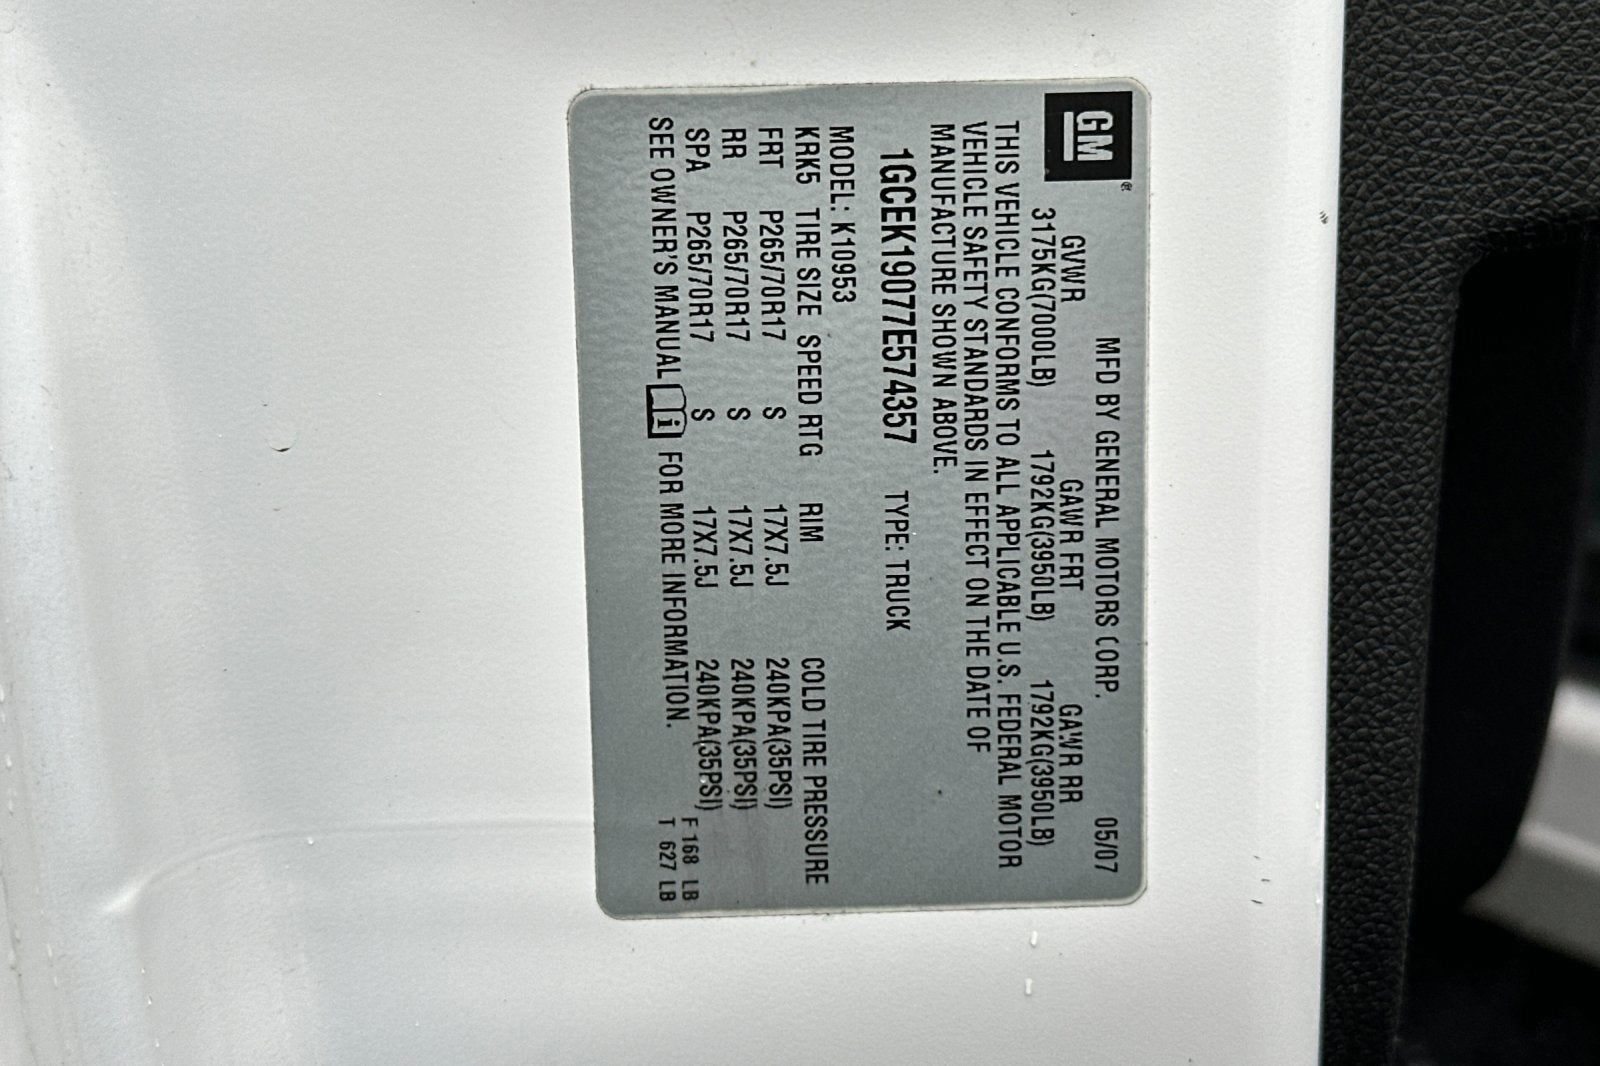 GM®
MFD BY GENERAL MOTORS CORP. 05/07
GVWR GAWR FRT GAWR RR
3175KG(7000LB) 1792KG(3950LB) 1792KG(3950LB)
THIS VEHICLE CONFORMS TO ALL APPLICABLE U.S. FEDERAL MOTOR
VEHICLE SAFETY STANDARDS IN EFFECT ON THE DATE OF
MANUFACTURE SHOWN ABOVE.
1GCEK19077E574357 TYPE: TRUCK
MODEL: K10953
KRK5 TIRE SIZE SPEED RTG RIM COLD TIRE PRESSURE
FRT P265/70R17 S 17X7.5J 240KPA(35PSI)
RR P265/70R17 S 17X7.5J 240KPA(35PSI)
SPA P265/70R17 S 17X7.5J 240KPA(35PSI)
SEE OWNER'S MANUAL i FOR MORE INFORMATION.
F 168 LB
T 627 LB